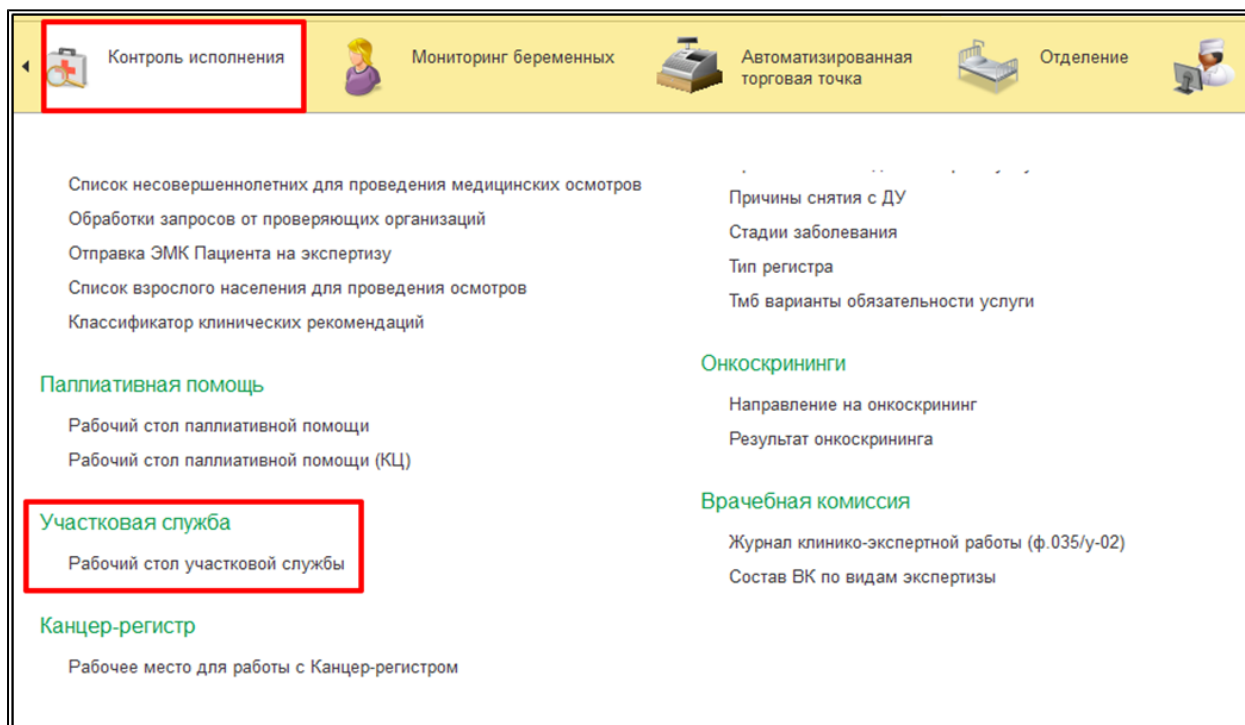 Контроль исполнения
Мониторинг беременных
Автоматизированная
торговая точка
Отделение
Список несовершеннолетних для проведения медицинских осмотров
Обработки запросов от проверяющих организаций
Отправка ЭМК Пациента на экспертизу
Список взрослого населения для проведения осмотров
Классификатор клинических рекомендаций
Паллиативная помощь
Рабочий стол паллиативной помощи
Рабочий стол паллиативной помощи (КЦ)
Участковая служба
Рабочий стол участковой службы
Канцер-регистр
Рабочее место для работы с Канцер-регистром
Причины снятия с ДУ
Стадии заболевания
Тип регистра
Тмб варианты обязательности услуги
Онкоскрининги
Направление на онкоскрининг
Результат онкоскрининга
Врачебная комиссия
Журнал клинико-экспертной работы (ф.035/у-02)
Состав ВК по видам экспертизы